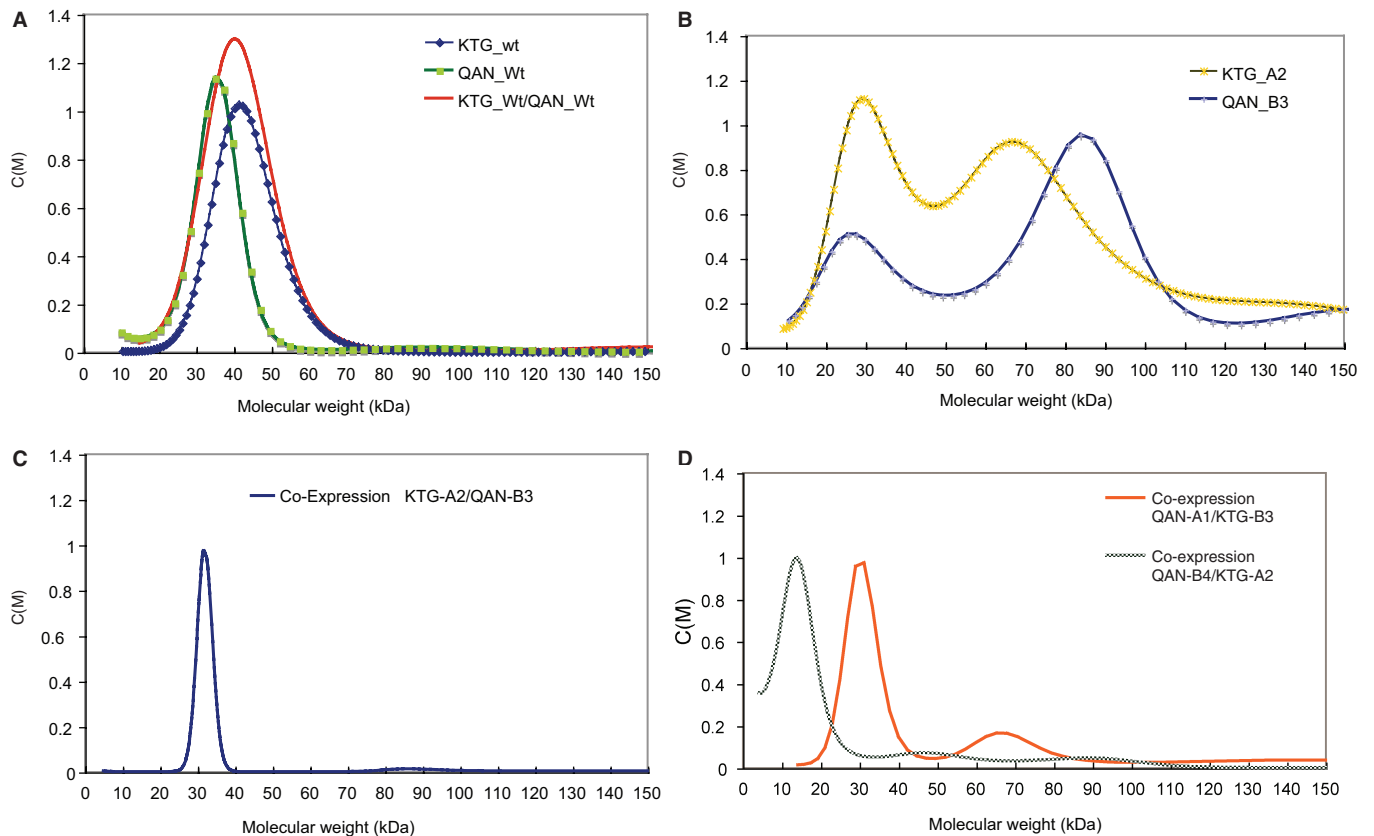 A
1.4
1.2
1
0.8
0.6
0.4
0.2
0
C(M)
KTG_wt
QAN_Wt
KTG_Wt/QAN_Wt
0 10 20 30 40 50 60 70 80 90 100 110 120 130 140 150
Molecular weight (kDa)
B
1.4
1.2
1
0.8
0.6
0.4
0.2
0
C(M)
KTG_A2
QAN_B3
0 10 20 30 40 50 60 70 80 90 100 110 120 130 140 150
Molecular weight (kDa)
C
1.4
1.2
1
0.8
0.6
0.4
0.2
0
C(M)
Co-Expression KTG-A2/QAN-B3
0 10 20 30 40 50 60 70 80 90 100 110 120 130 140 150
Molecular weight (kDa)
D
1.4
1.2
1
0.8
0.6
0.4
0.2
0
C(M)
Co-expression
QAN-A1/KTG-B3
Co-expression
QAN-B4/KTG-A2
0 10 20 30 40 50 60 70 80 90 100 110 120 130 140 150
Molecular weight (kDa)